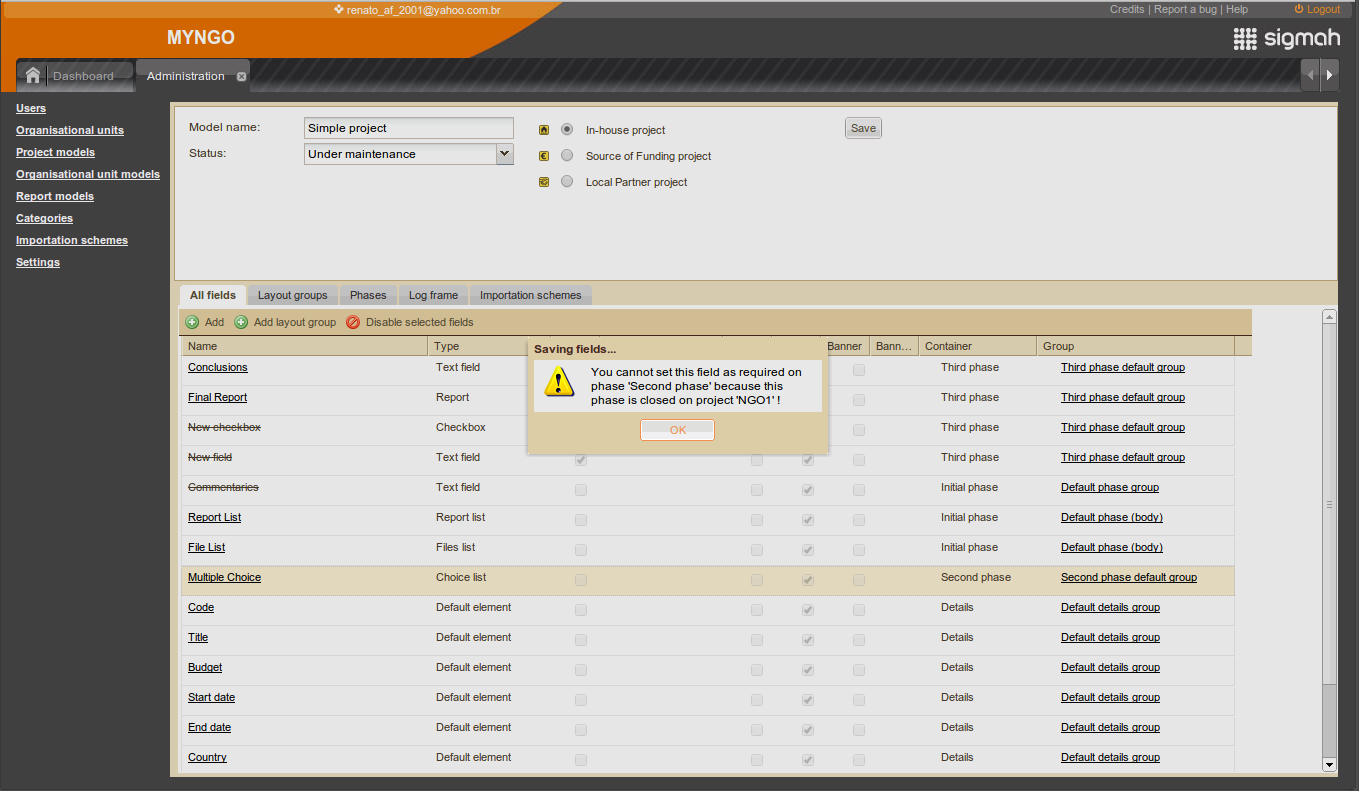 renato_af_2001@yahoo.com.br
Credits | Report a bug | Help
Logout
MYNGO
sigmah
Dashboard
Administration
Users
Organisational units
Project models
Organisational unit models
Report models
Categories
Importation schemes
Settings
Model name:
Simple project
In-house project
Save
Status:
Under maintenance
Source of Funding project
Local Partner project
All fields
Layout groups
Phases
Log frame
Importation schemes
Add
Add layout group
Disable selected fields
Name
Type
Banner
Bann...
Container
Group
Saving fields...
You cannot set this field as required on
phase 'Second phase' because this
phase is closed on project 'NGO1' !
OK
Conclusions Text field Third phase Third phase default group
Final Report Report Third phase Third phase default group
New checkbox Checkbox Third phase Third phase default group
New field Text field Third phase Third phase default group
Commentaries Text field Initial phase Default phase group
Report List Report list Initial phase Default phase (body)
File List Files list Initial phase Default phase (body)
Multiple Choice Choice list Second phase Second phase default group
Code Default element Details Default details group
Title Default element Details Default details group
Budget Default element Details Default details group
Start date Default element Details Default details group
End date Default element Details Default details group
Country Default element Details Default details group